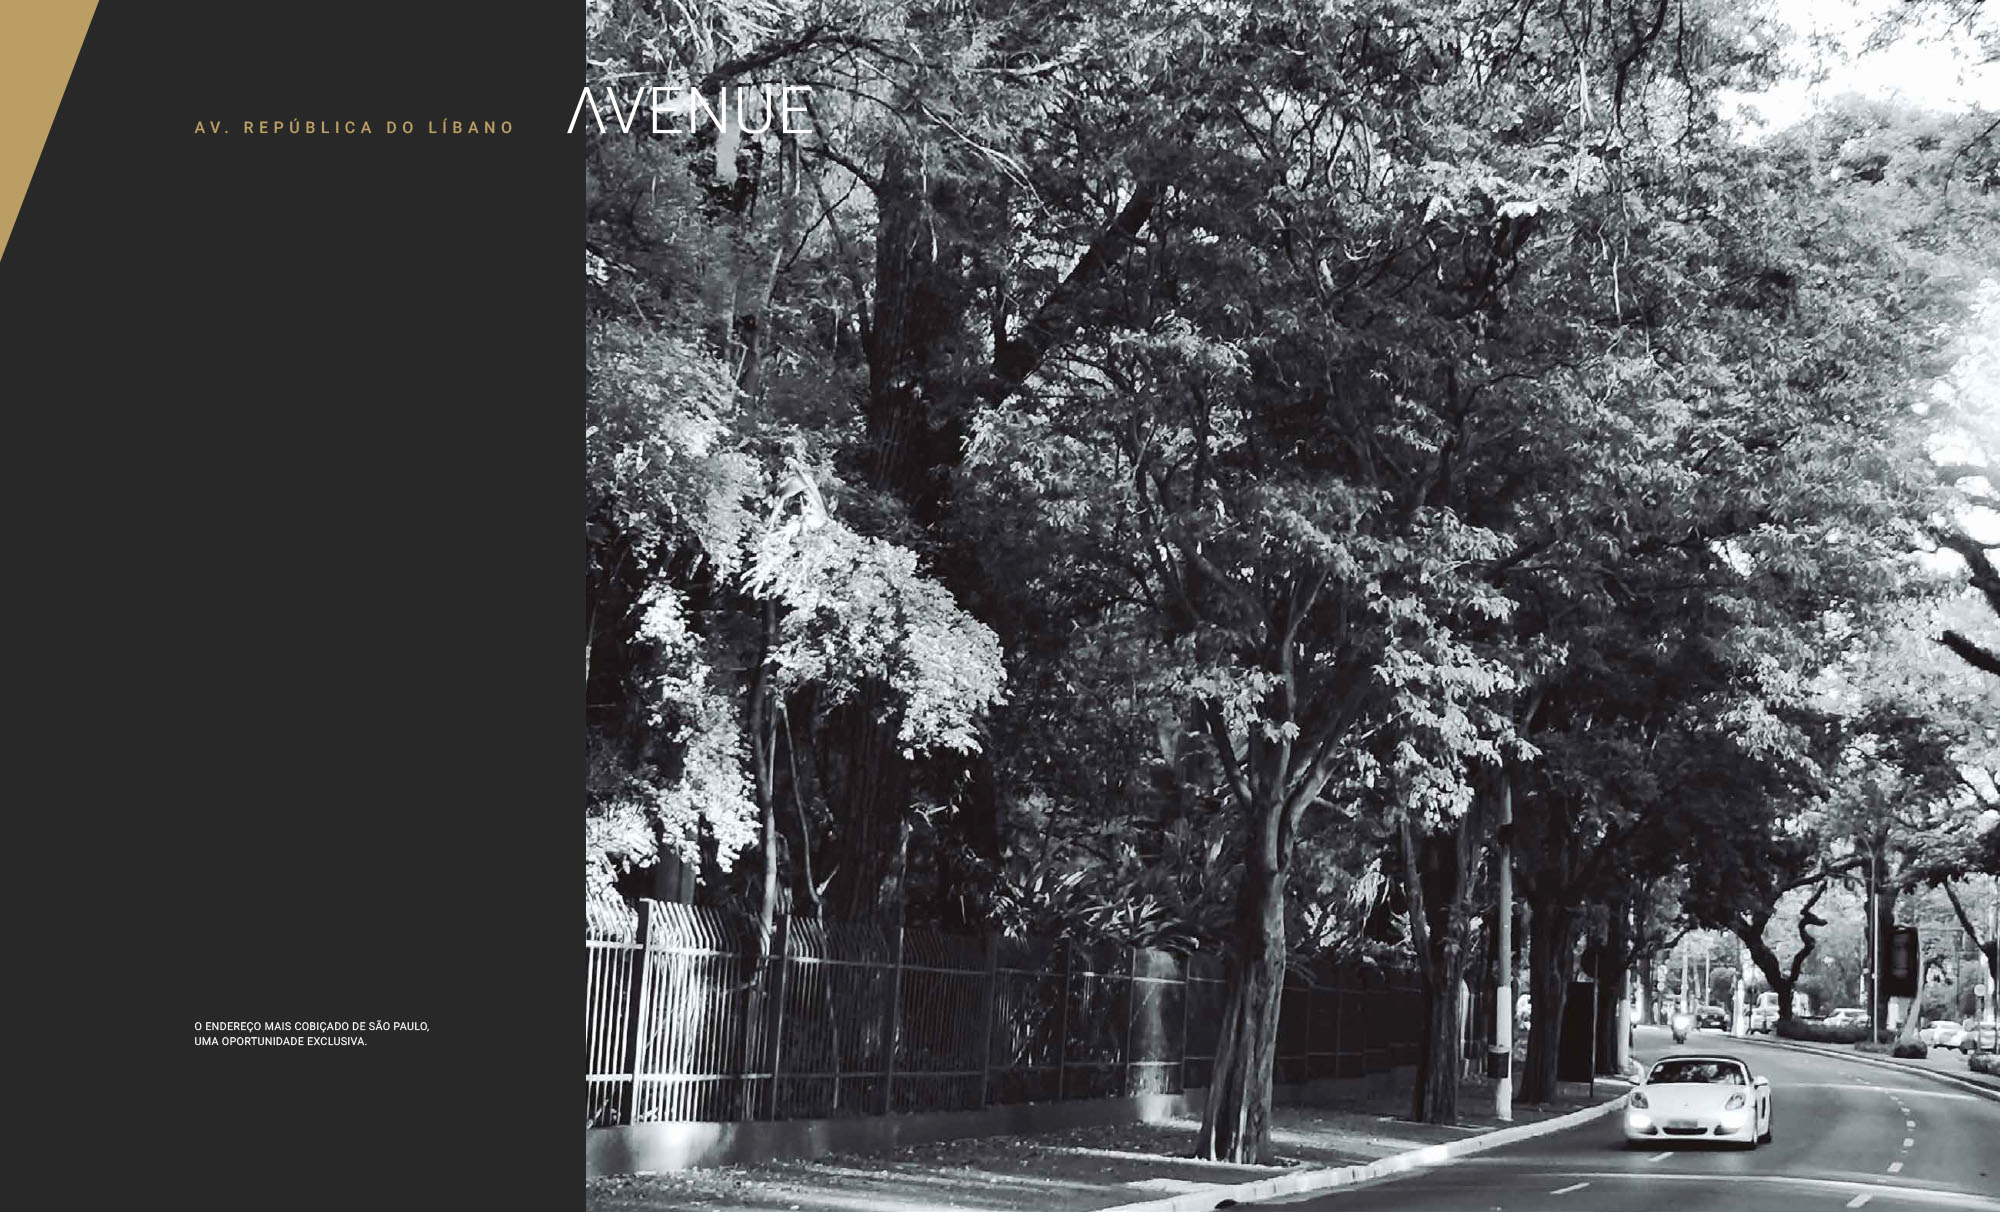 AV. REPÚBLICA DO LÍBANO
AVENUE
O ENDEREÇO MAIS COBIÇADO DE SÃO PAULO,
UMA OPORTUNIDADE EXCLUSIVA.